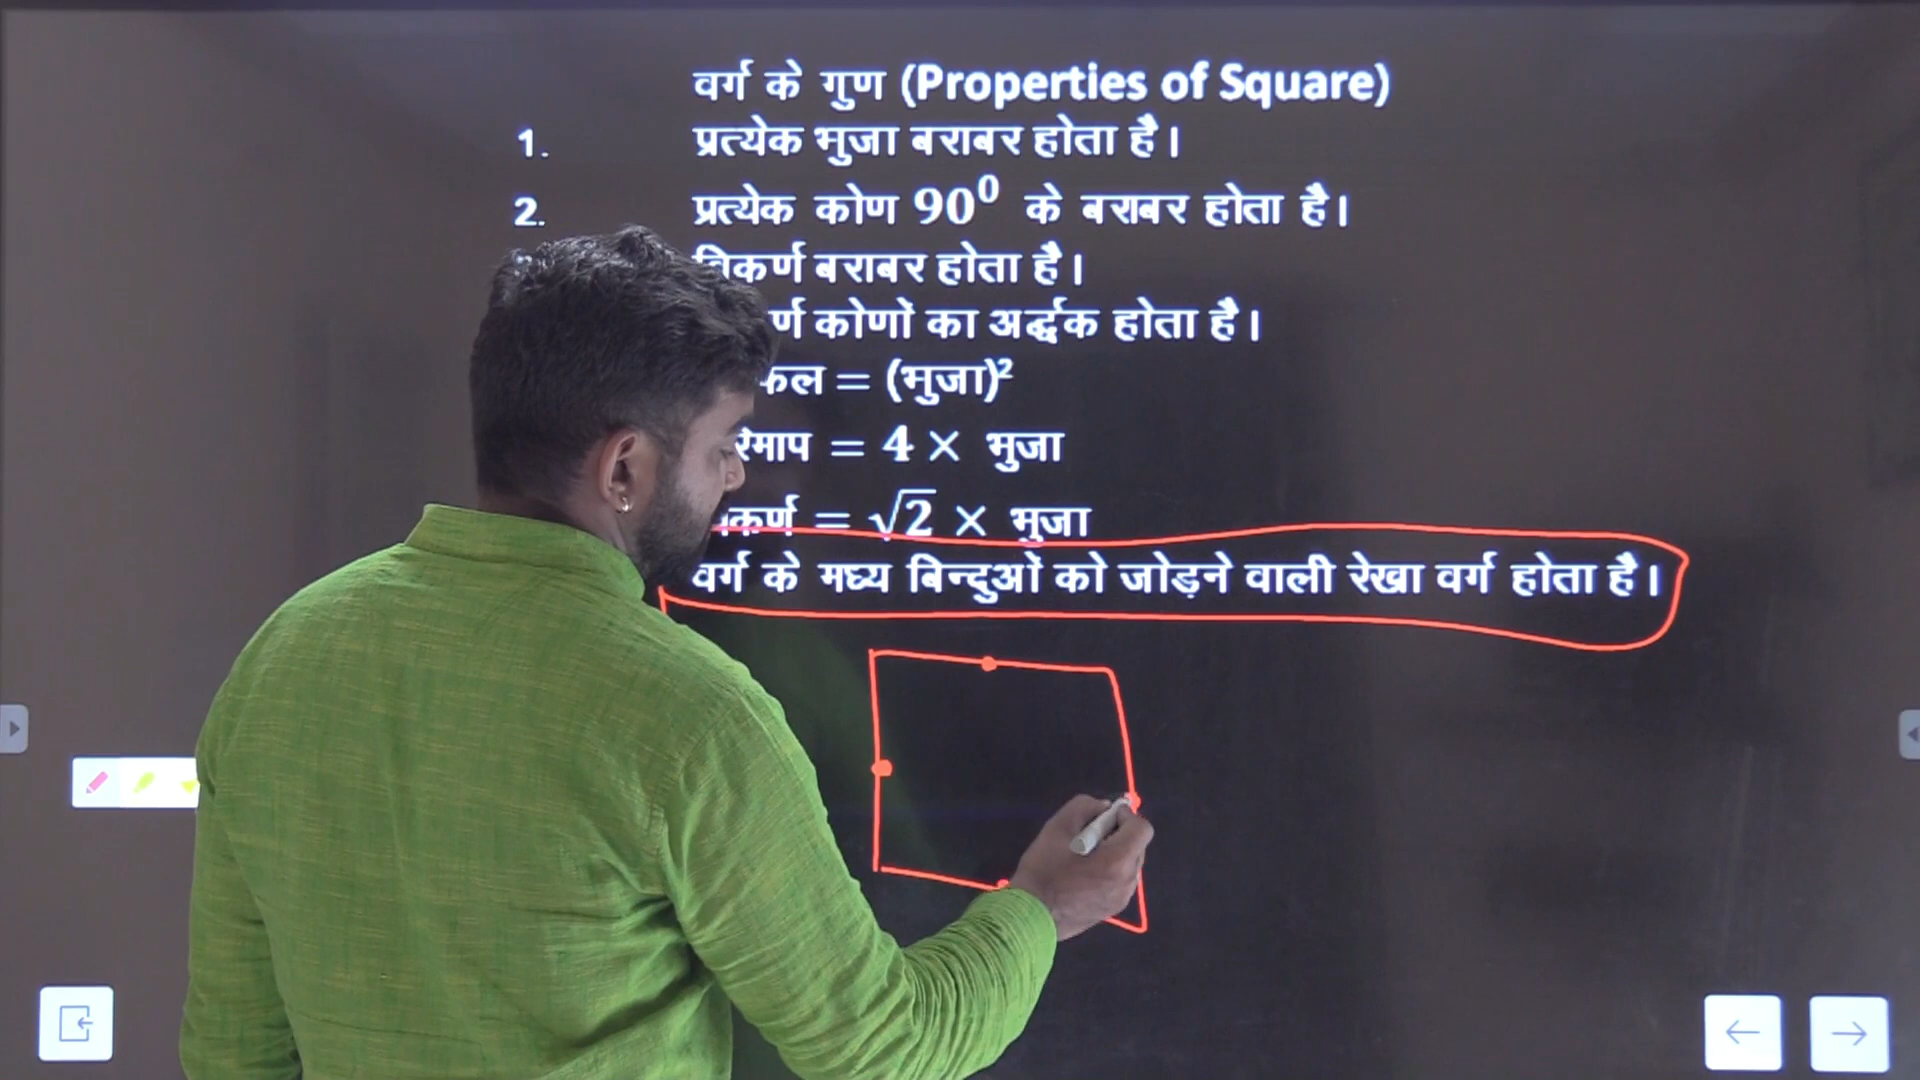 वर्ग के गुण (Properties of Square)
1. प्रत्येक भुजा बराबर होता है।
2. प्रत्येक कोण 90⁰ के बराबर होता है।
विकर्ण बराबर होता है।
कोणों का अर्द्धक होता है।
= (भुजा)²
= 4 × भुजा
= √2 × भुजा
वर्ग के मध्य बिन्दुओं को जोड़ने वाली रेखा वर्ग होता है।